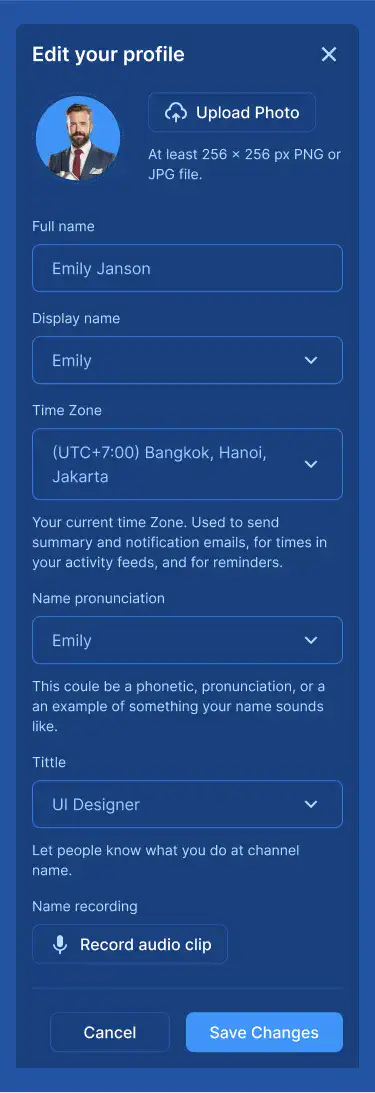 Edit your profile
Upload Photo
At least 256 × 256 px PNG or
JPG file.
Full name
Emily Janson
Display name
Emily
Time Zone
(UTC+7:00) Bangkok, Hanoi,
Jakarta
Your current time Zone. Used to send
summary and notification emails, for times in
your activity feeds, and for reminders.
Name pronunciation
Emily
This coule be a phonetic, pronunciation, or a
an example of something your name sounds
like.
Tittle
UI Designer
Let people know what you do at channel
name.
Name recording
Record audio clip
Cancel
Save Changes